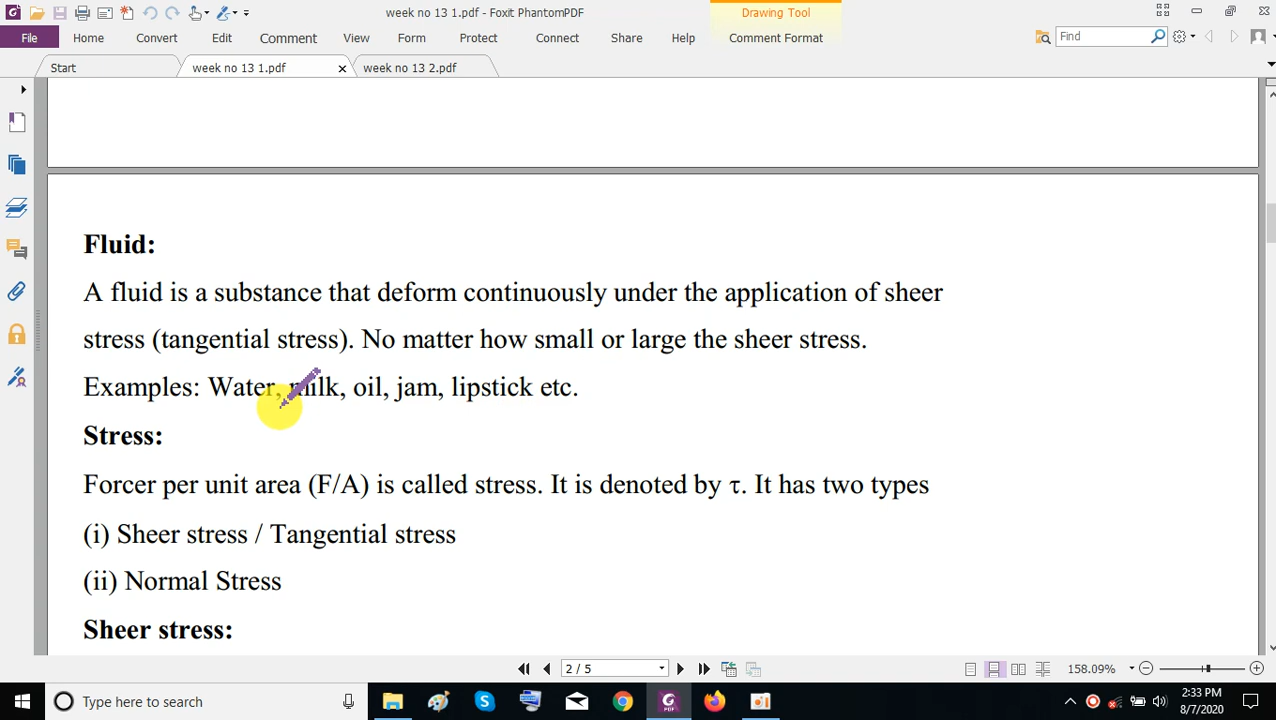 week no 13 1.pdf - Foxit PhantomPDF
Drawing Tool
File Home Convert Edit Comment View Form Protect Connect Share Help Comment Format
Find
Start
week no 13 1.pdf
week no 13 2.pdf
Fluid:
A fluid is a substance that deform continuously under the application of sheer
stress (tangential stress). No matter how small or large the sheer stress.
Examples: Water, milk, oil, jam, lipstick etc.
Stress:
Forcer per unit area (F/A) is called stress. It is denoted by τ. It has two types
(i) Sheer stress / Tangential stress
(ii) Normal Stress
Sheer stress:
2 / 5
158.09%
Type here to search
2:33 PM
8/7/2020